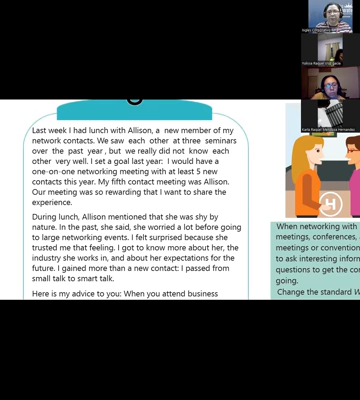 Last week I had lunch with Allison, a new member of my
network contacts. We saw each other at three seminars
over the past year, but we really did not know each
other very well. I set a goal last year: I would have a
one-on-one networking meeting with at least 5 new
contacts this year. My fifth contact meeting was Allison.
Our meeting was so rewarding that I want to share the
experience.
During lunch, Allison mentioned that she was shy by
nature. In the past, she said, she worried a lot before going
to large networking events. I felt surprised because she
trusted me that feeling. I got to know more about her, the
industry she works in, and about her expectations for the
future. I gained more than a new contact: I passed from
small talk to smart talk.
Here is my advice to you: When you attend business
H
When networking with
meetings, conferences,
meetings or convention
to ask interesting inform
questions to get the co
going.
Change the standard W